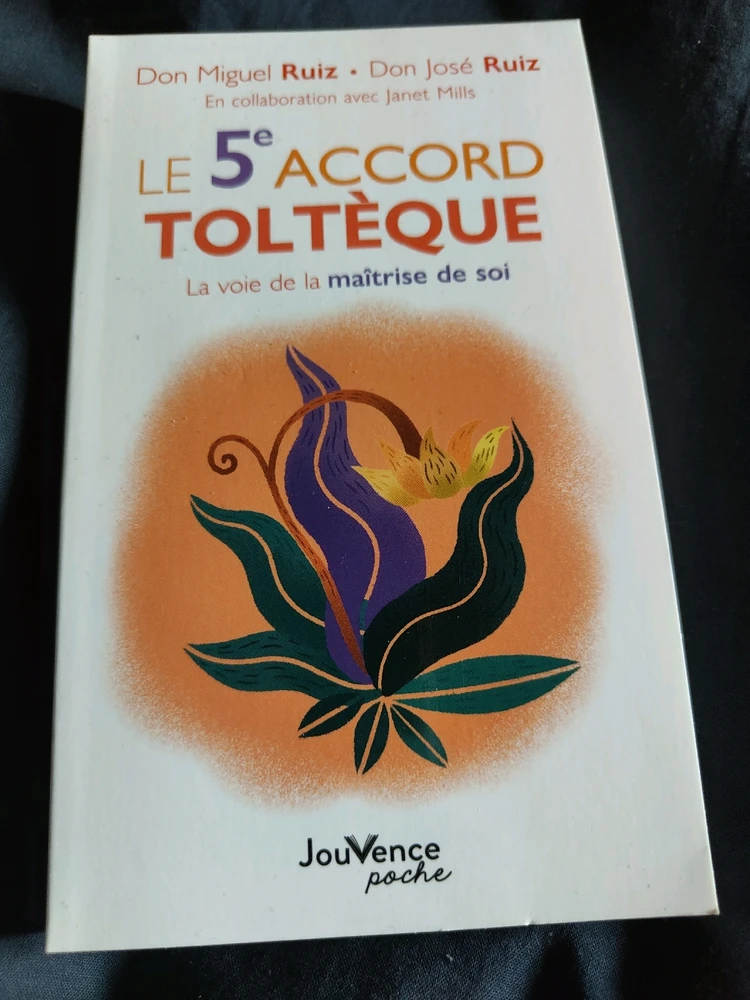 Don Miguel Ruiz • Don José Ruiz
En collaboration avec Janet Mills
LE 5e ACCORD
TOLTÈQUE
La voie de la maîtrise de soi
JouVence
poche